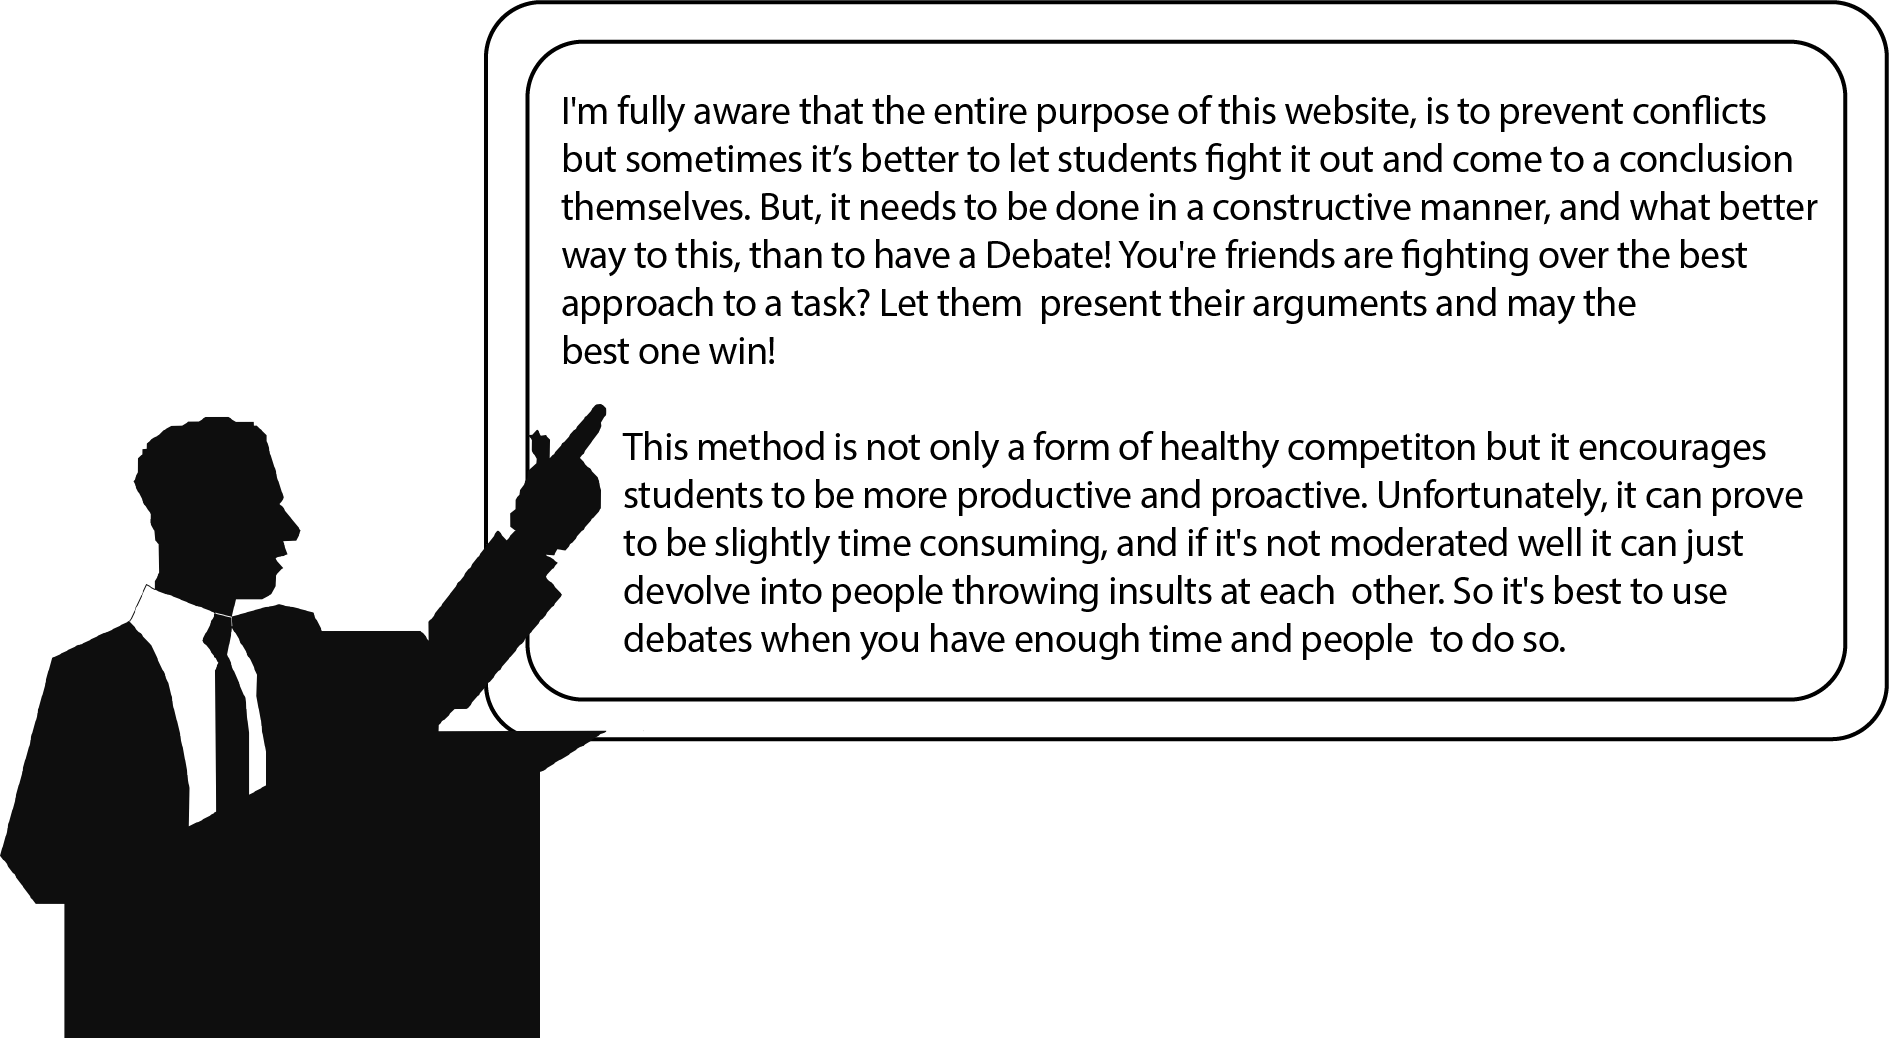 I'm fully aware that the entire purpose of this website, is to prevent conflicts
but sometimes it’s better to let students fight it out and come to a conclusion
themselves. But, it needs to be done in a constructive manner, and what better
way to this, than to have a Debate! You're friends are fighting over the best
approach to a task? Let them  present their arguments and may the
best one win!
This method is not only a form of healthy competiton but it encourages
students to be more productive and proactive. Unfortunately, it can prove
to be slightly time consuming, and if it's not moderated well it can just
devolve into people throwing insults at each  other. So it's best to use
debates when you have enough time and people  to do so.